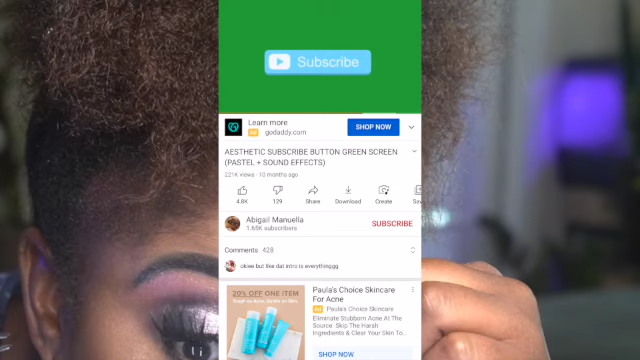 Subscribe
Learn more
Ad godaddy.com
SHOP NOW
AESTHETIC SUBSCRIBE BUTTON GREEN SCREEN
(PASTEL + SOUND EFFECTS)
221K views · 10 months ago
4.8K
129
Share
Download
Create
Sav
Abigail Manuella
1.65K subscribers
SUBSCRIBE
Comments 428
okiee but like dat intro is everythinggg
20% OFF ONE ITEM
Paula's Choice Skincare
For Acne
Ad Paula's Choice Skincare
Eliminate Stubborn Acne At The
Source. Skip The Harsh
Ingredients & Clear Your Skin To...
SHOP NOW